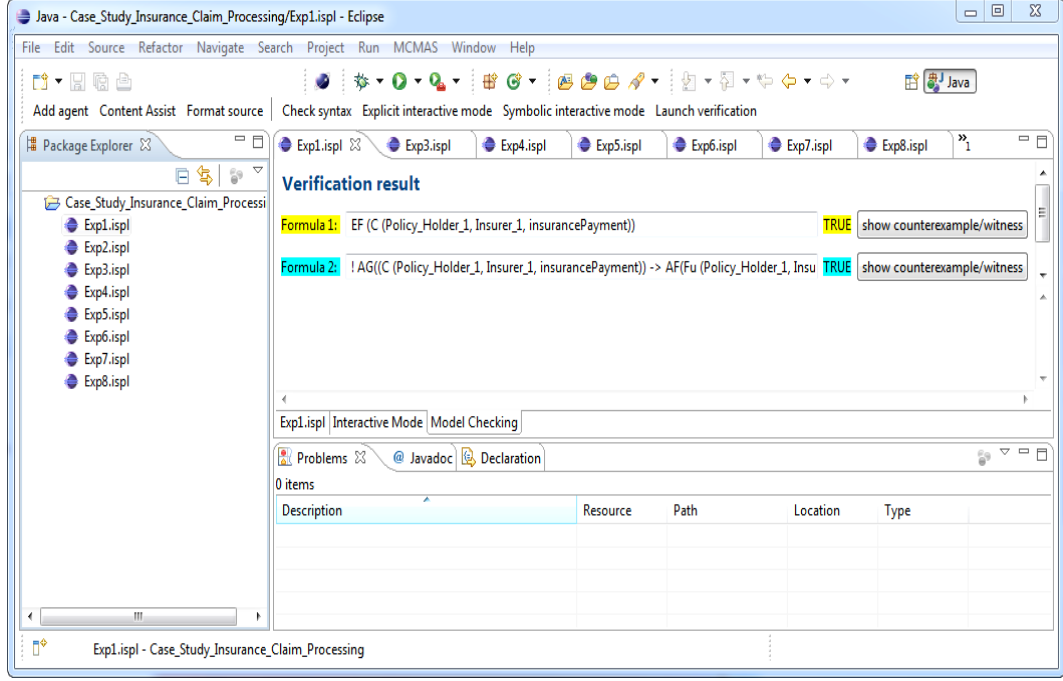 Java - Case_Study_Insurance_Claim_Processing/Exp1.ispl - Eclipse
File Edit Source Refactor Navigate Search Project Run MCMAS Window Help
Java
Add agent Content Assist Format source Check syntax Explicit interactive mode Symbolic interactive mode Launch verification
Package Explorer
Case_Study_Insurance_Claim_Processi
Exp1.ispl
Exp2.ispl
Exp3.ispl
Exp4.ispl
Exp5.ispl
Exp6.ispl
Exp7.ispl
Exp8.ispl
Exp1.ispl Exp3.ispl Exp4.ispl Exp5.ispl Exp6.ispl Exp7.ispl Exp8.ispl »1
Verification result
Formula 1: EF (C (Policy_Holder_1, Insurer_1, insurancePayment)) TRUE show counterexample/witness
Formula 2: ! AG((C (Policy_Holder_1, Insurer_1, insurancePayment)) -> AF(Fu (Policy_Holder_1, Insu TRUE show counterexample/witness
Exp1.ispl Interactive Mode Model Checking
Problems @ Javadoc Declaration
0 items
Description Resource Path Location Type
Exp1.ispl - Case_Study_Insurance_Claim_Processing